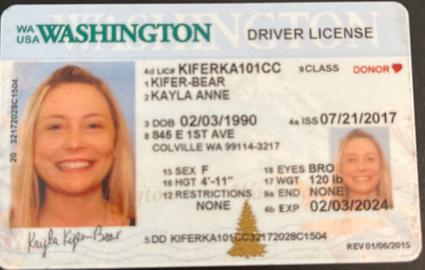 WA
USA WASHINGTON
DRIVER LICENSE
4d LIC# KIFERKA101CC 9 CLASS DONOR
1 KIFER-BEAR
2 KAYLA ANNE
3 DOB 02/03/1990 4a ISS 07/21/2017
8 845 E 1ST AVE
COLVILLE WA 99114-3217
15 SEX F 18 EYES BRO
16 HGT 4'-11" 17 WGT 120 lb
12 RESTRICTIONS 9a END NONE
NONE 4b EXP 02/03/2024
Kayla Kifer-Bear
5 DD KIFERKA101CC32172028C1504
REV 01/06/2015
20 32172028C1504